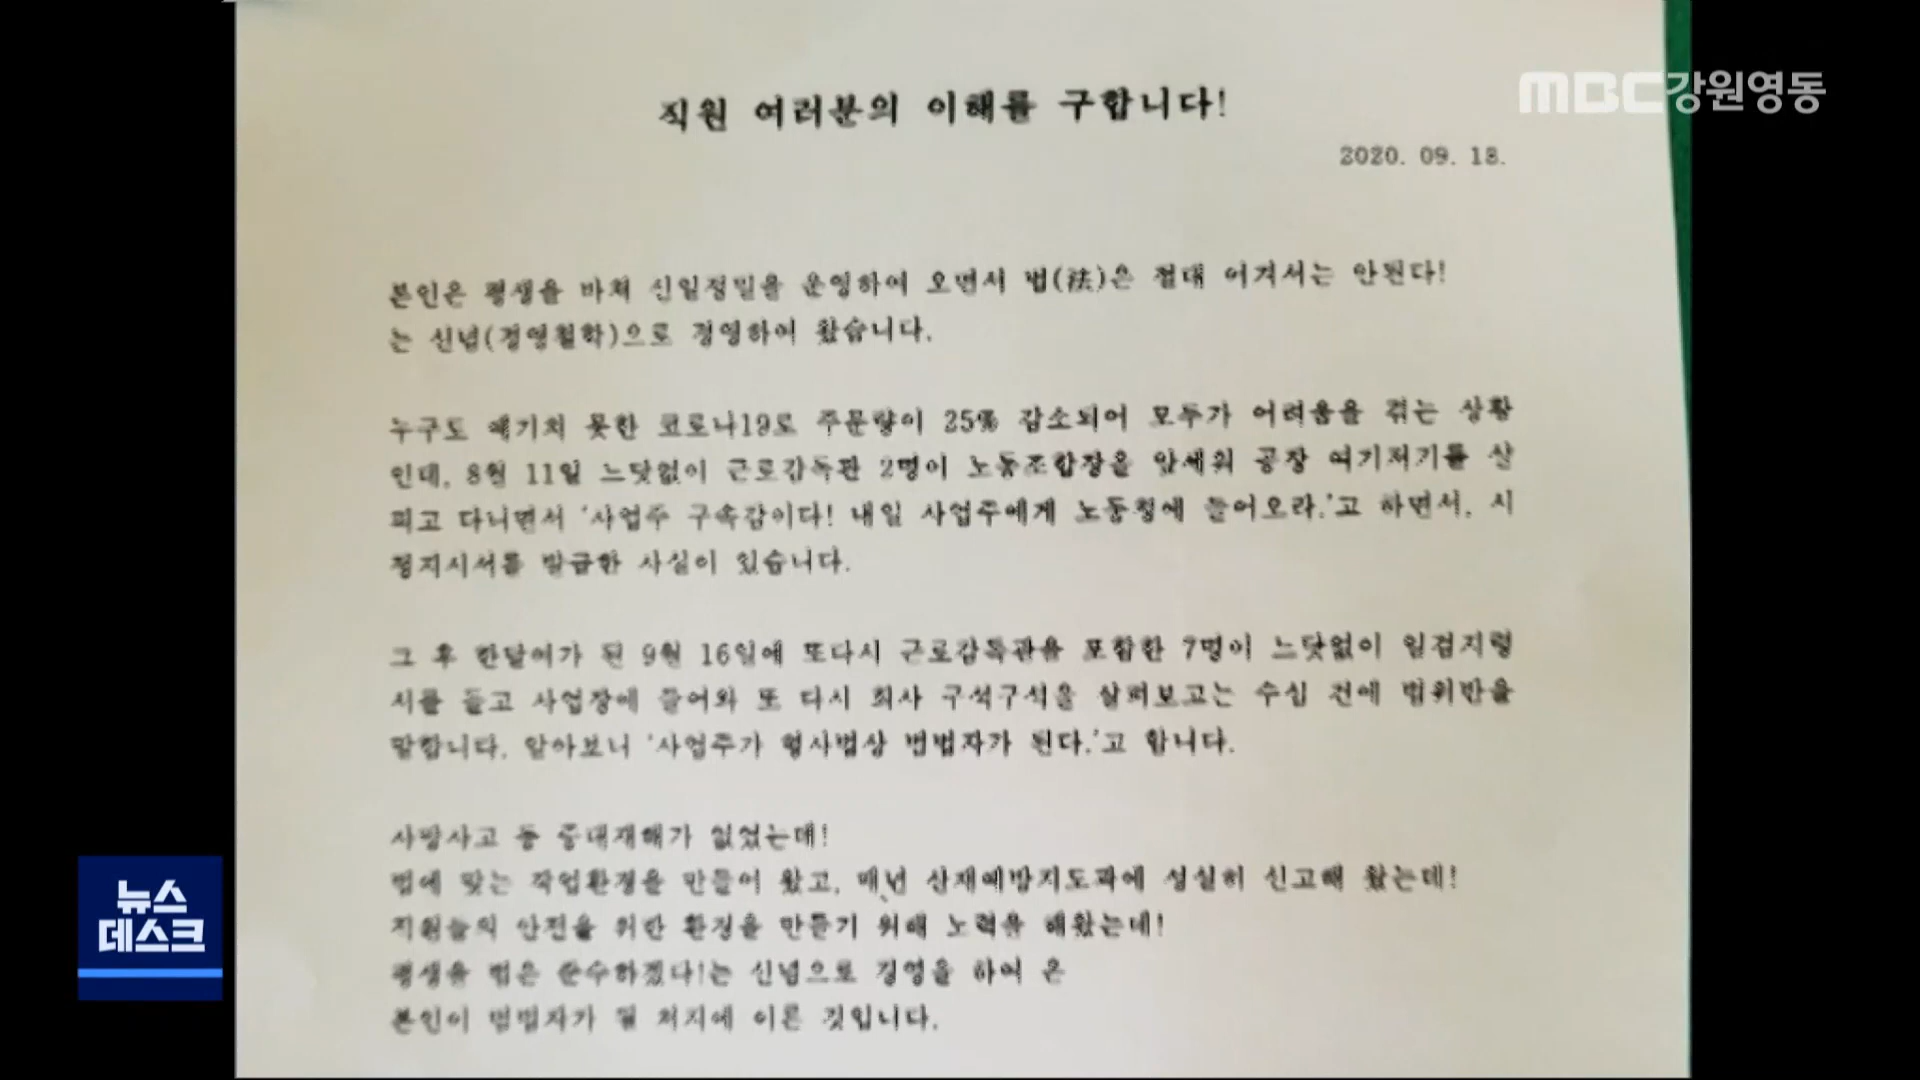 MBC강원영동
직원 여러분의 이해를 구합니다!
2020. 09. 18.
본인은 평생을 바쳐 신일정밀을 운영하여 오면서 법(法)은 절대 어겨서는 안된다!
는 신념(경영철학)으로 경영하여 왔습니다.
누구도 예기치 못한 코로나19로 주문량이 25% 감소되어 모두가 어려움을 겪는 상황
인데, 8월 11일 느닷없이 근로감독관 2명이 노동조합장을 앞세워 공장 여기저기를 살
피고 다니면서 '사업주 구속감이다! 내일 사업주에게 노동청에 들어오라.'고 하면서, 시
정지시서를 발급한 사실이 있습니다.
그 후 한달여가 된 9월 16일에 또다시 근로감독관을 포함한 7명이 느닷없이 점검지령
서를 들고 사업장에 들어와 또 다시 회사 구석구석을 살펴보고는 수십 건에 법위반을
말합니다. 알아보니 '사업주가 형사법상 범법자가 된다.'고 합니다.
사망사고 등 중대재해가 없었는데!
법에 맞는 작업환경을 만들어 왔고, 매년 산재예방지도과에 성실히 신고해 왔는데!
직원들의 안전을 위한 환경을 만들기 위해 노력을 해왔는데!
평생을 법은 준수하겠다!는 신념으로 경영을 하여 온
본인이 범법자가 될 처지에 이른 것입니다.
뉴스
데스크